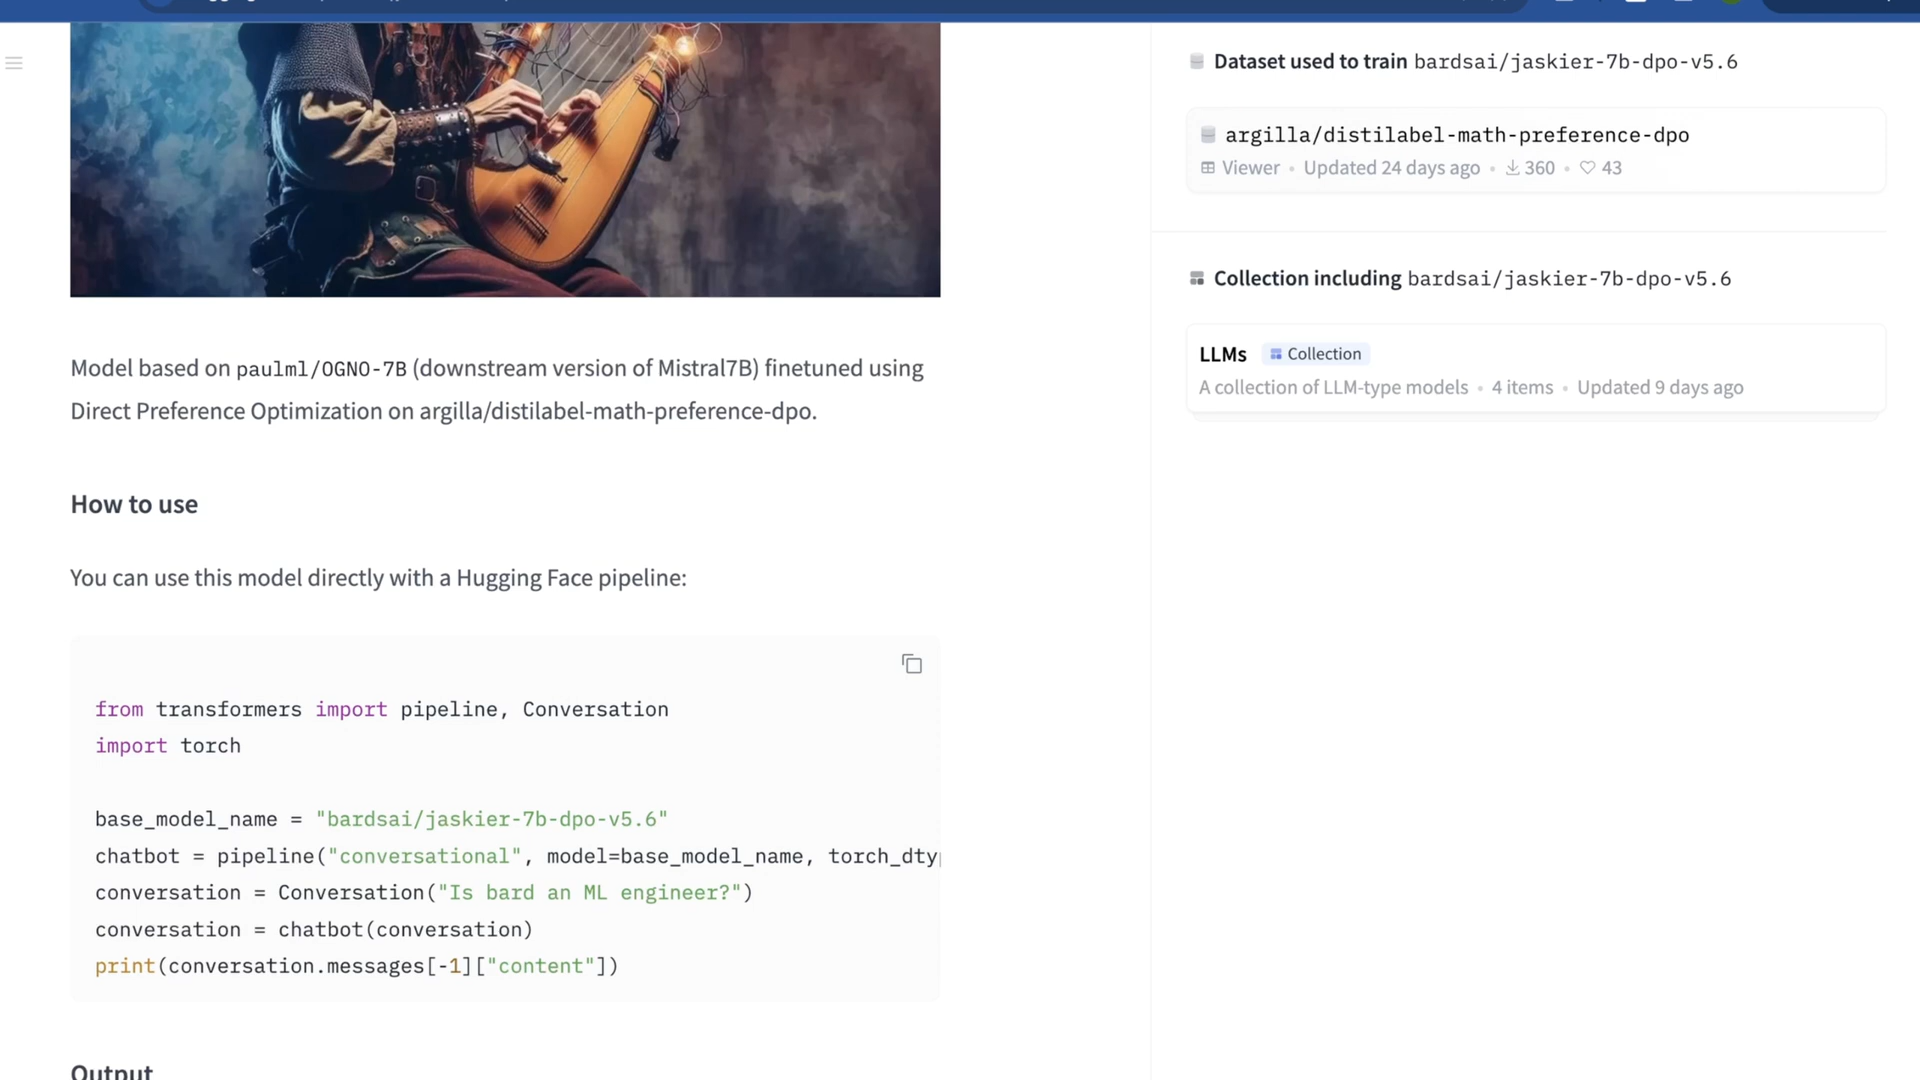 Model based on paulml/OGNO-7B (downstream version of Mistral7B) finetuned using
Direct Preference Optimization on argilla/distilabel-math-preference-dpo.
How to use
You can use this model directly with a Hugging Face pipeline:
from transformers import pipeline, Conversation
import torch
base_model_name = "bardsai/jaskier-7b-dpo-v5.6"
chatbot = pipeline("conversational", model=base_model_name, torch_dty
conversation = Conversation("Is bard an ML engineer?")
conversation = chatbot(conversation)
print(conversation.messages[-1]["content"])
Output
Dataset used to train bardsai/jaskier-7b-dpo-v5.6
argilla/distilabel-math-preference-dpo
Viewer • Updated 24 days ago • 360 • 43
Collection including bardsai/jaskier-7b-dpo-v5.6
LLMs Collection
A collection of LLM-type models • 4 items • Updated 9 days ago